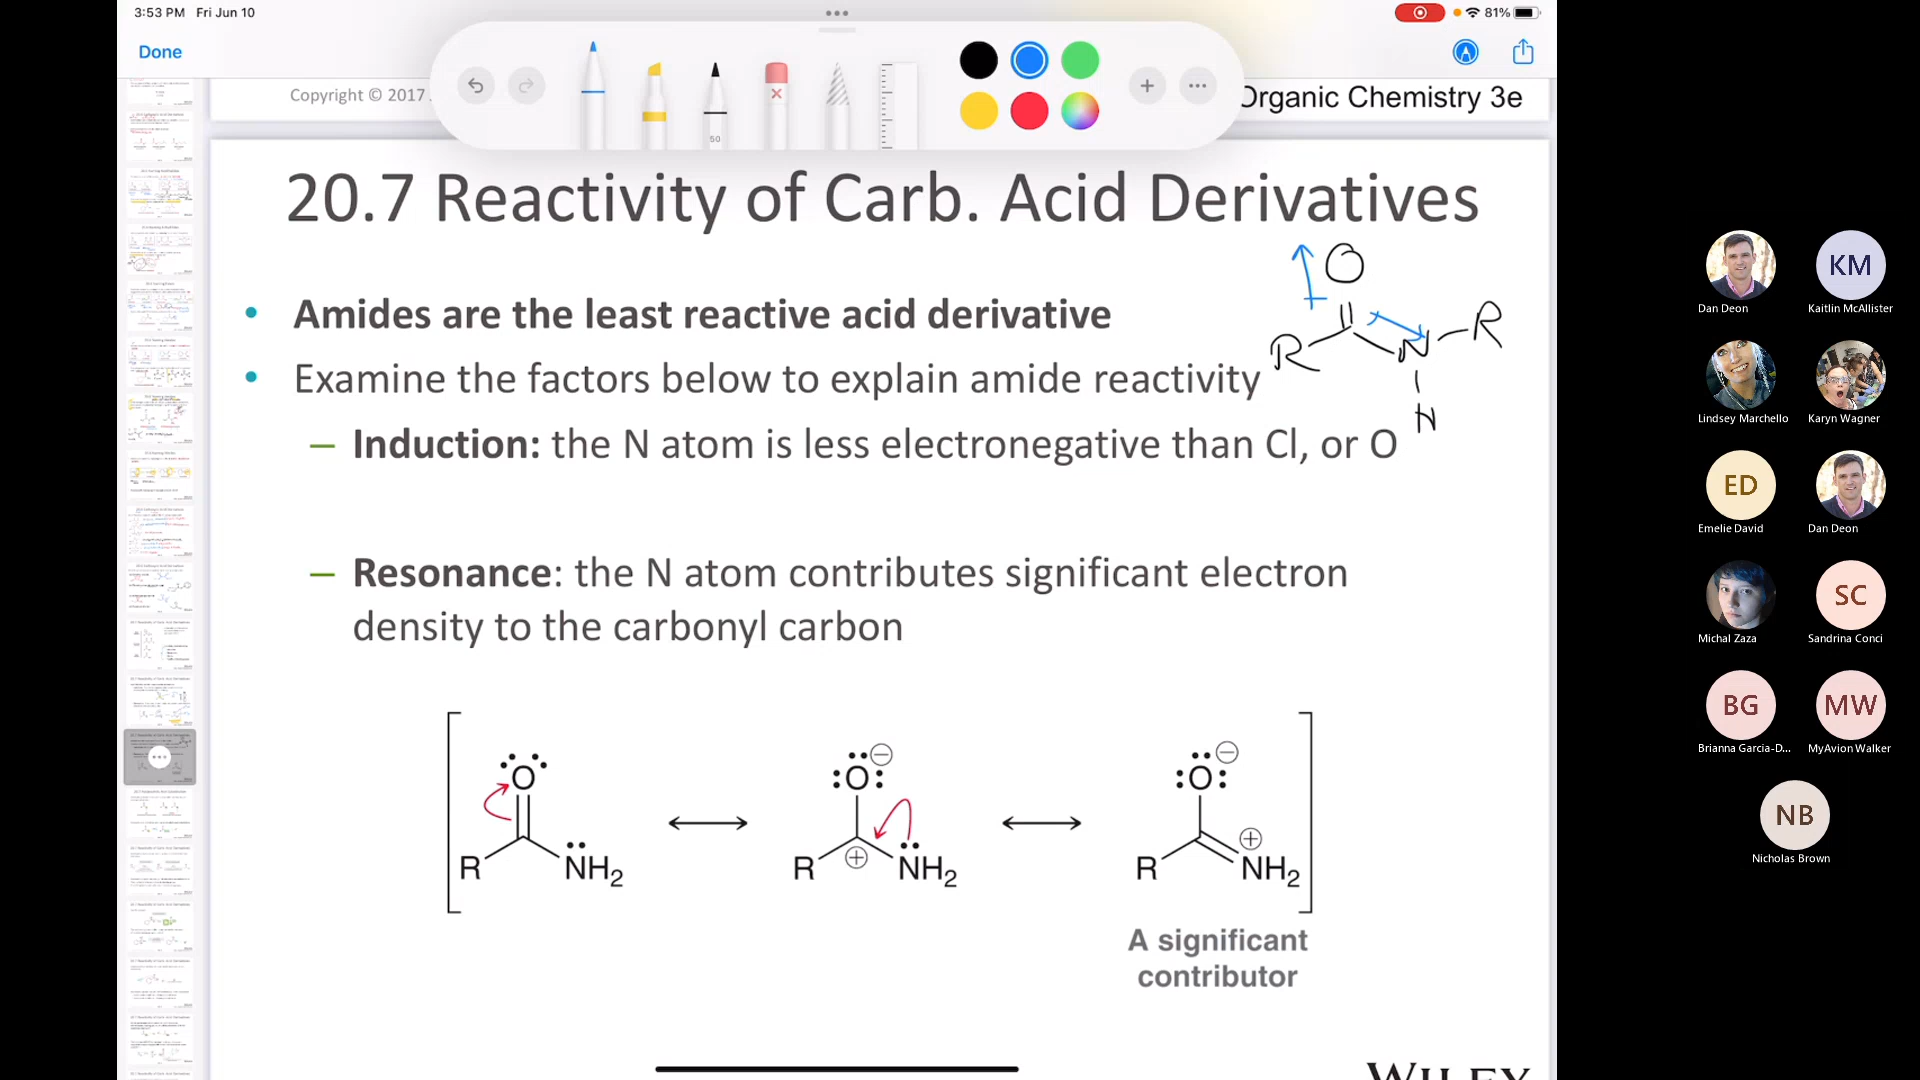 3:53 PM Fri Jun 10
81%
Done
50
Copyright © 2017
Organic Chemistry 3e
20.7 Reactivity of Carb. Acid Derivatives
• Amides are the least reactive acid derivative
• Examine the factors below to explain amide reactivity
– Induction: the N atom is less electronegative than Cl, or O
– Resonance: the N atom contributes significant electron
density to the carbonyl carbon
O
R N R
H
O O O
R NH2 R NH2 R NH2
A significant
contributor
WILEY
Dan Deon
KM
Kaitlin McAllister
Lindsey Marchello
Karyn Wagner
ED
Emelie David
Dan Deon
Michal Zaza
SC
Sandrina Conci
BG
Brianna Garcia-D...
MW
MyAvion Walker
NB
Nicholas Brown